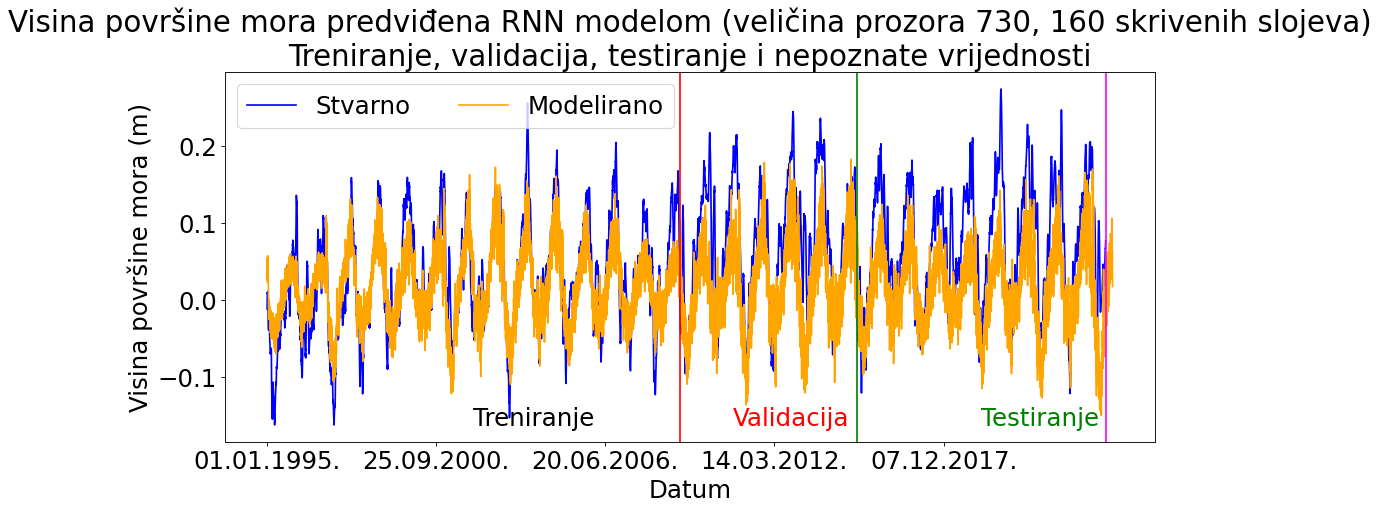 Visina površine mora predviđena RNN modelom (veličina prozora 730, 160 skrivenih slojeva)
Treniranje, validacija, testiranje i nepoznate vrijednosti
Stvarno
Modelirano
Visina površine mora (m)
0.2
0.1
0.0
−0.1
Treniranje
Validacija
Testiranje
01.01.1995.
25.09.2000.
20.06.2006.
14.03.2012.
07.12.2017.
Datum